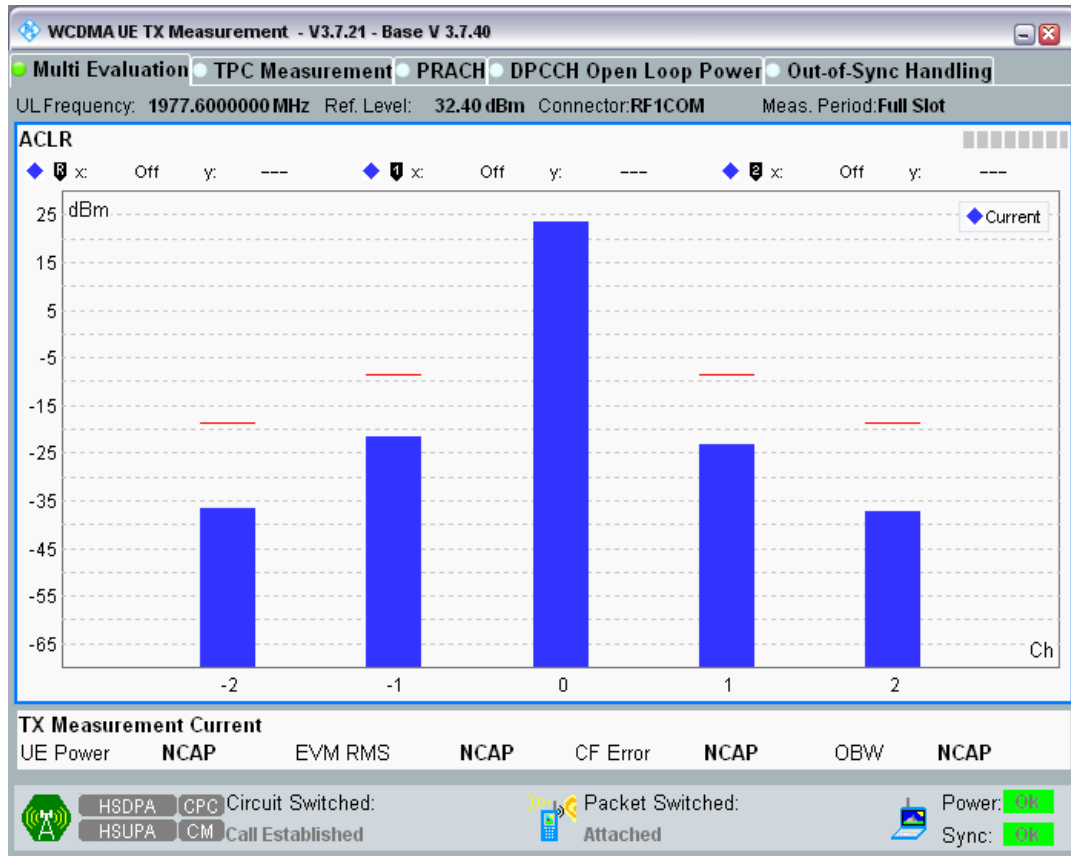 WCDMA UE TX Measurement - V3.7.21 - Base V 3.7.40
Multi Evaluation TPC Measurement PRACH DPCCH Open Loop Power Out-of-Sync Handling
UL Frequency: 1977.6000000 MHz Ref. Level: 32.40 dBm Connector:RF1COM Meas. Period:Full Slot
ACLR
R x: Off y: --- 1 x: Off y: --- 2 x: Off y: ---
dBm
Current
25
15
5
-5
-15
-25
-35
-45
-55
-65
Ch
-2 -1 0 1 2
TX Measurement Current
UE Power NCAP EVM RMS NCAP CF Error NCAP OBW NCAP
HSDPA CPC Circuit Switched: Packet Switched: Power: OK
HSUPA CM Call Established Attached Sync: OK